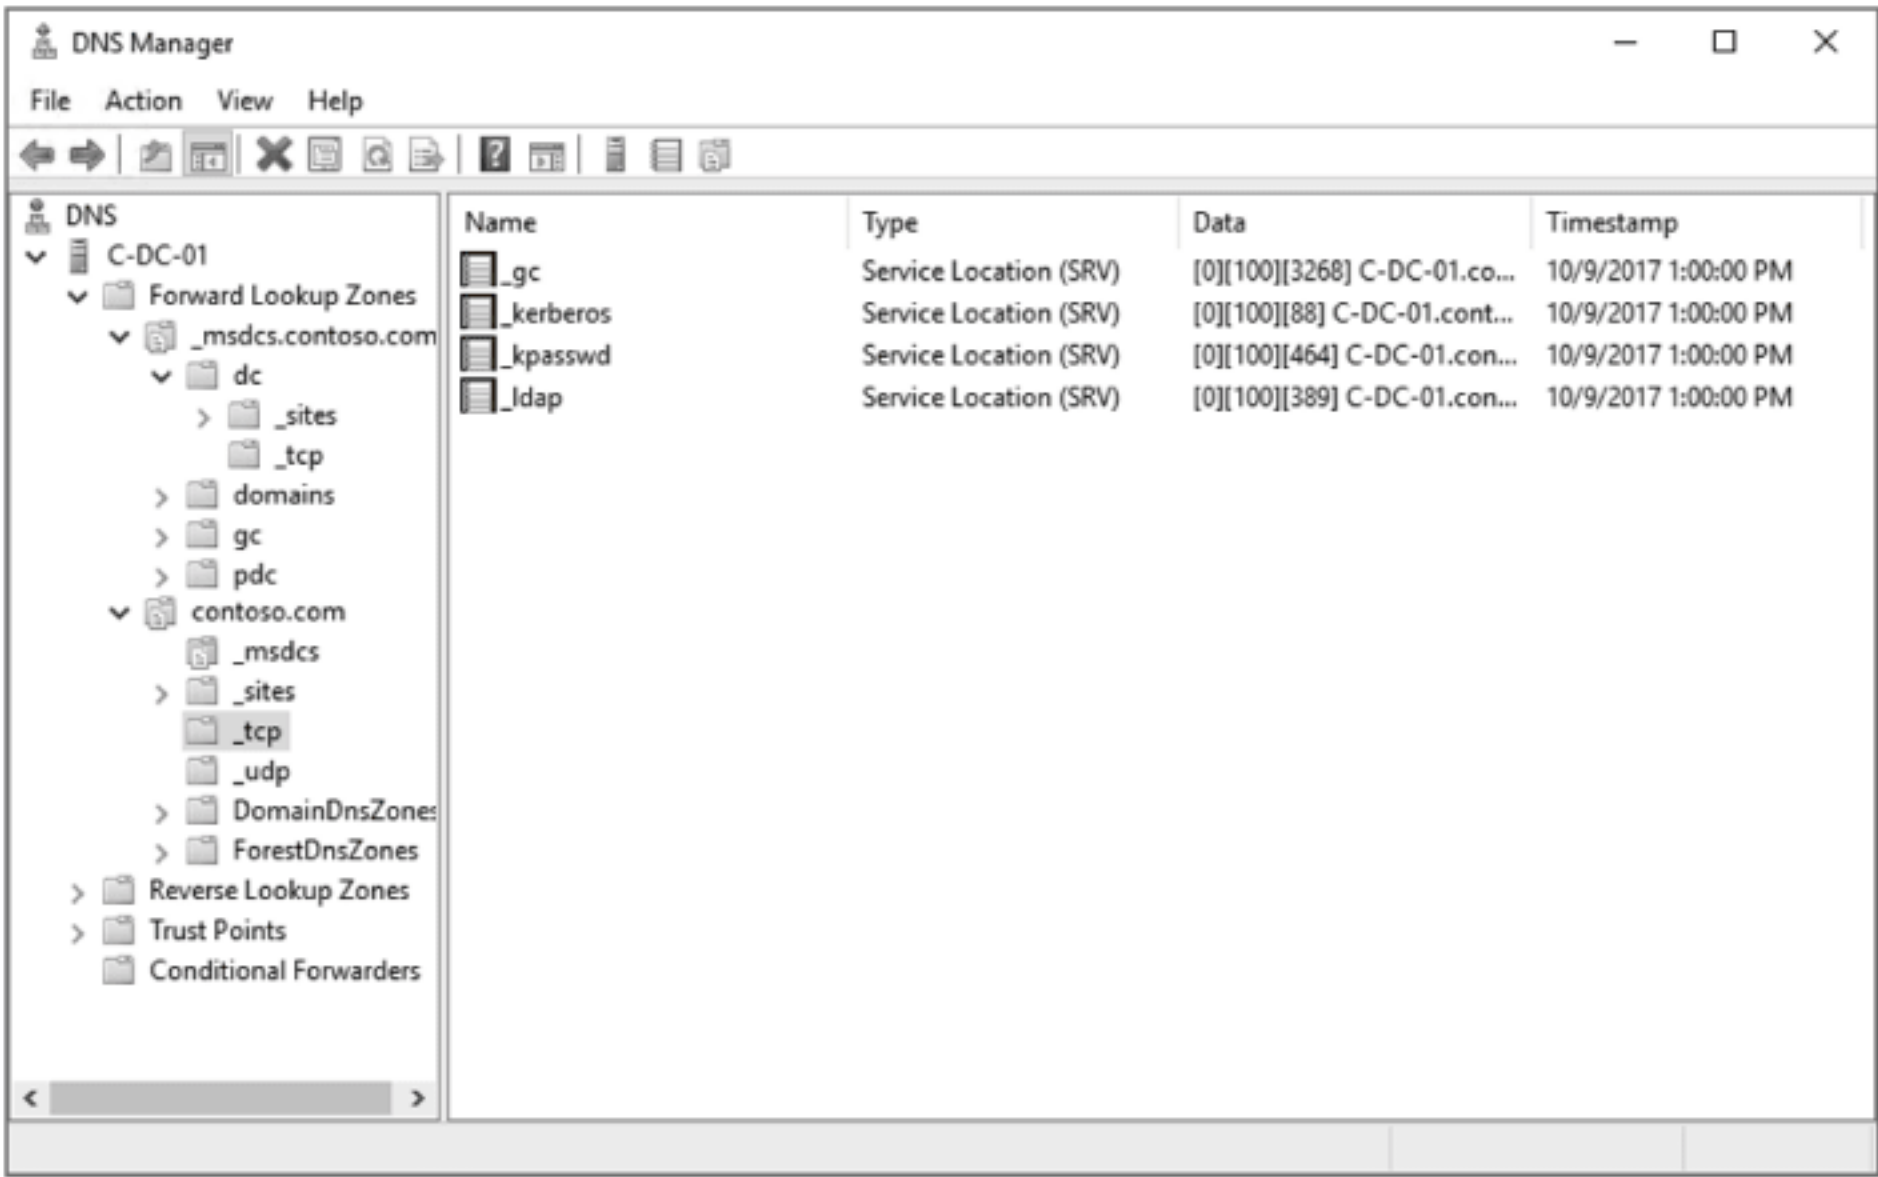 DNS Manager
File Action View Help
DNS
C-DC-01
Forward Lookup Zones
_msdcs.contoso.com
dc
_sites
_tcp
domains
gc
pdc
contoso.com
_msdcs
_sites
_tcp
_udp
DomainDnsZones
ForestDnsZones
Reverse Lookup Zones
Trust Points
Conditional Forwarders
Name Type Data Timestamp
_gc Service Location (SRV) [0][100][3268] C-DC-01.co... 10/9/2017 1:00:00 PM
_kerberos Service Location (SRV) [0][100][88] C-DC-01.cont... 10/9/2017 1:00:00 PM
_kpasswd Service Location (SRV) [0][100][464] C-DC-01.con... 10/9/2017 1:00:00 PM
_ldap Service Location (SRV) [0][100][389] C-DC-01.con... 10/9/2017 1:00:00 PM